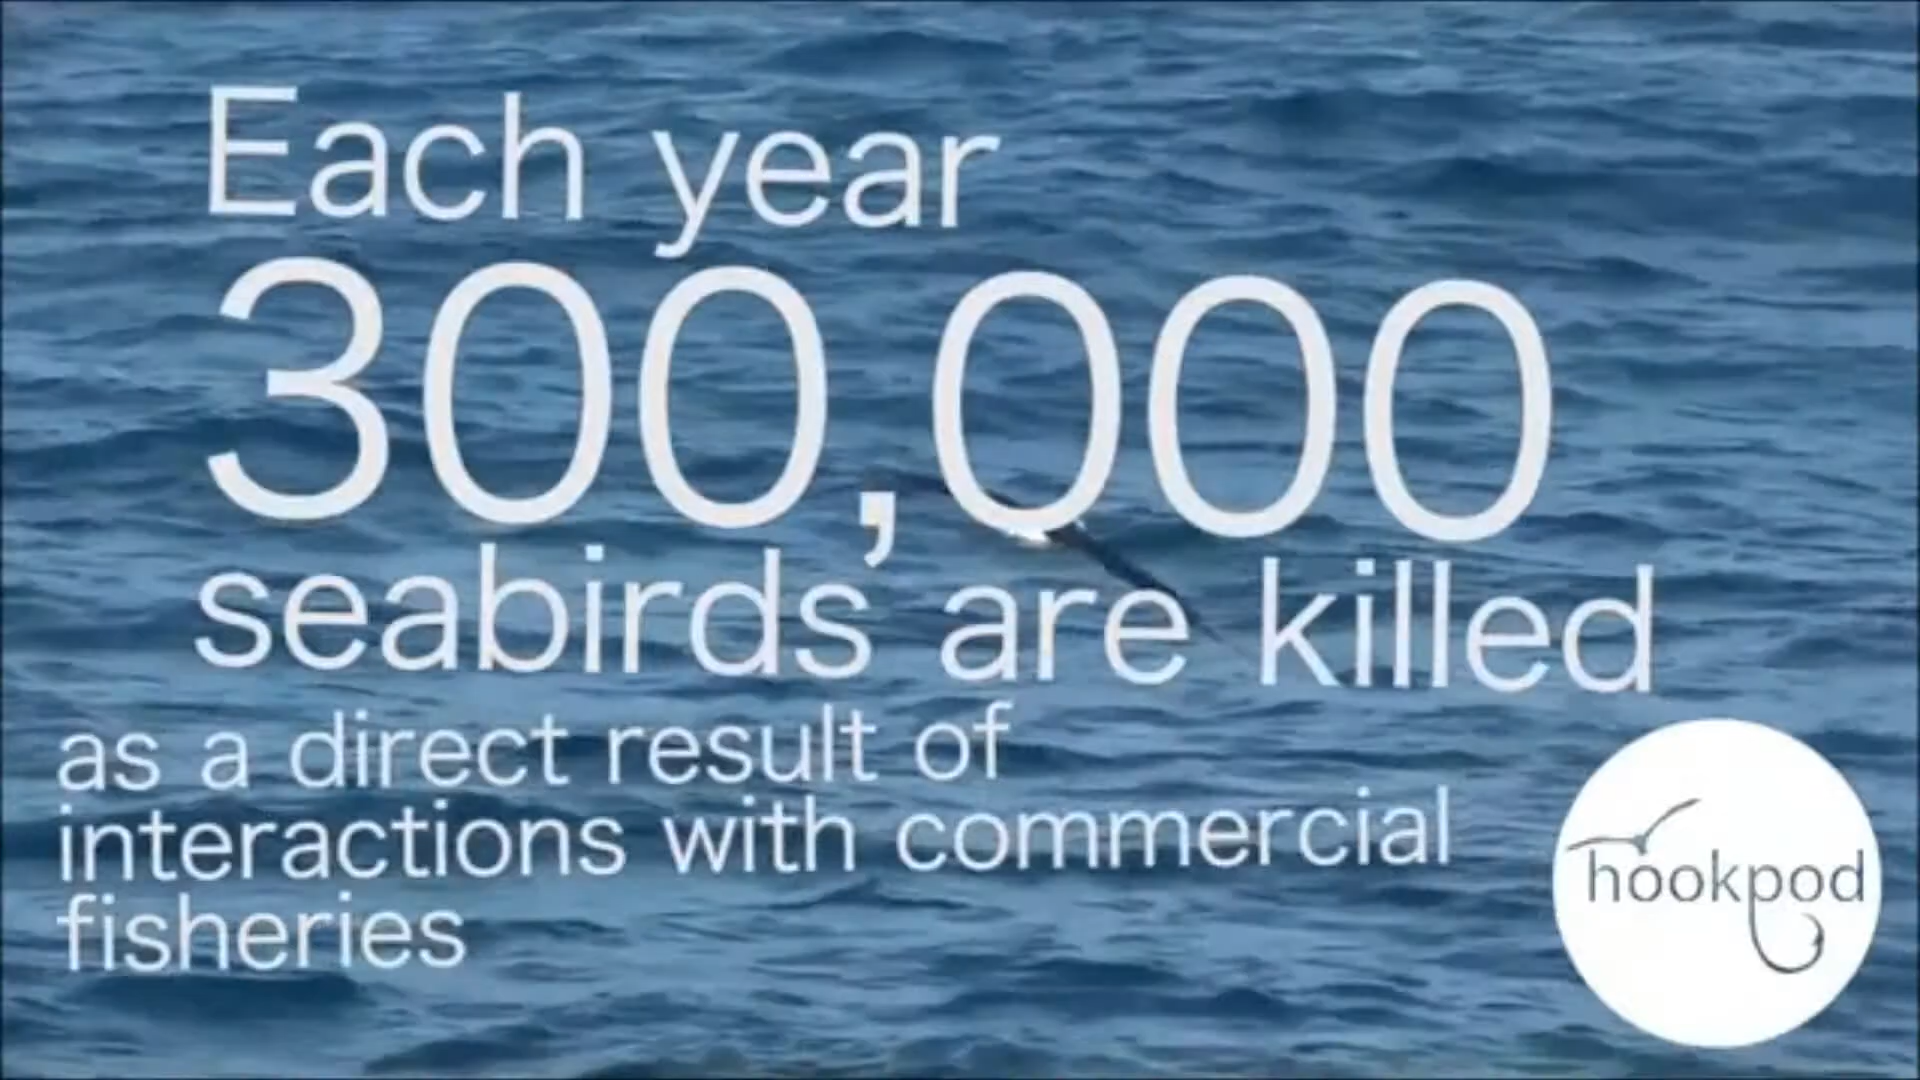 Each year
300,000
seabirds are killed
as a direct result of
interactions with commercial
fisheries
hookpod